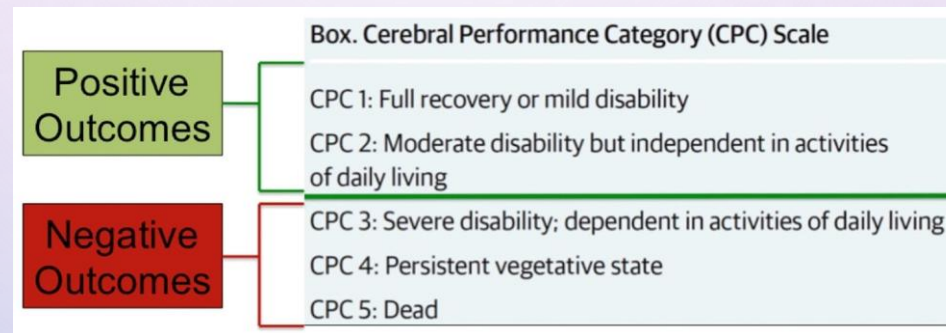 Box. Cerebral Performance Category (CPC) Scale
Positive
Outcomes
CPC 1: Full recovery or mild disability
CPC 2: Moderate disability but independent in activities
of daily living
Negative
Outcomes
CPC 3: Severe disability; dependent in activities of daily living
CPC 4: Persistent vegetative state
CPC 5: Dead